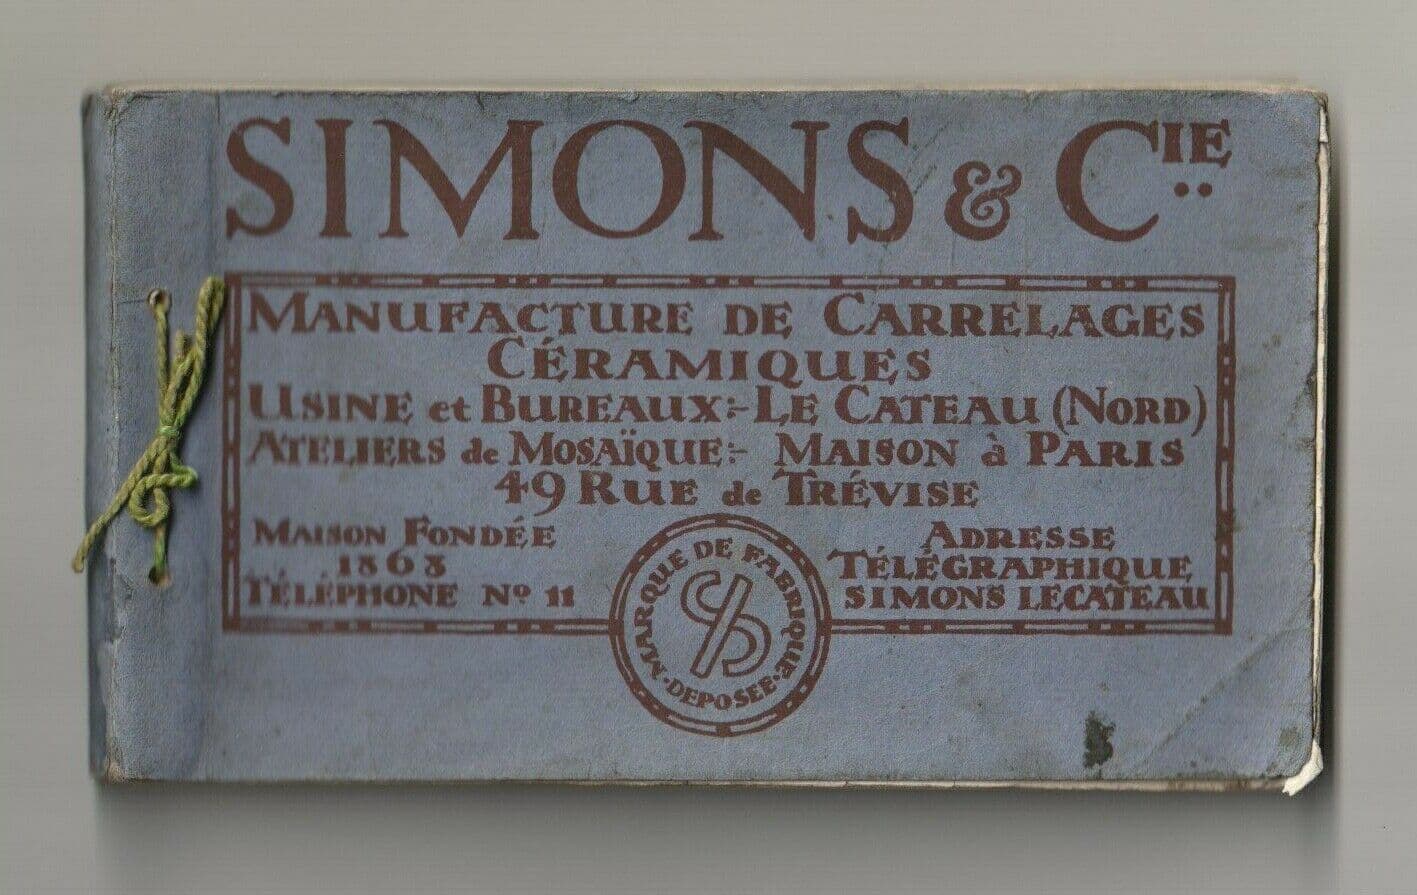 SIMONS & CIE
MANUFACTURE DE CARRELAGES
CÉRAMIQUES
USINE et BUREAUX:- LE CATEAU (NORD)
ATELIERS de MOSAÏQUE:- MAISON à PARIS
49 RUE de TRÉVISE
MAISON FONDÉE
1868
TÉLÉPHONE No 11
ADRESSE
TÉLÉGRAPHIQUE
SIMONS LECATEAU
MARQUE DE FABRIQUE
DEPOSEE